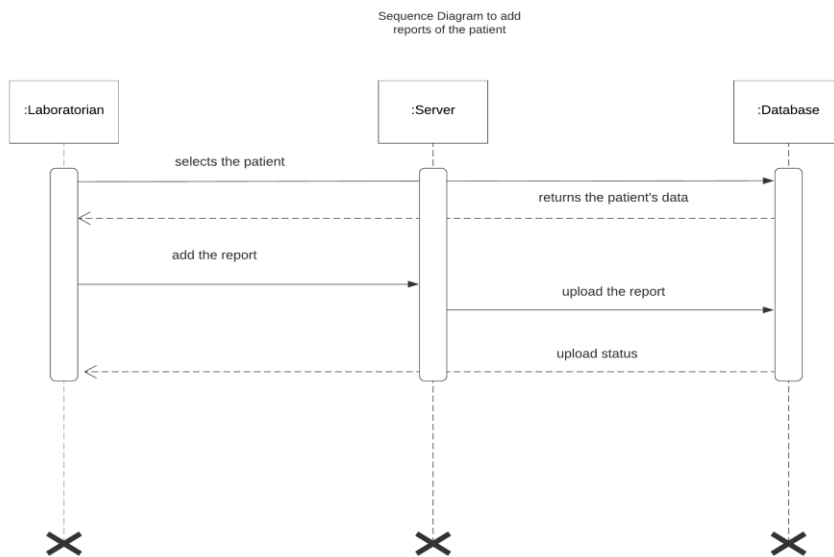 Sequence Diagram to add
reports of the patient
:Laboratorian
:Server
:Database
selects the patient
returns the patient's data
add the report
upload the report
upload status